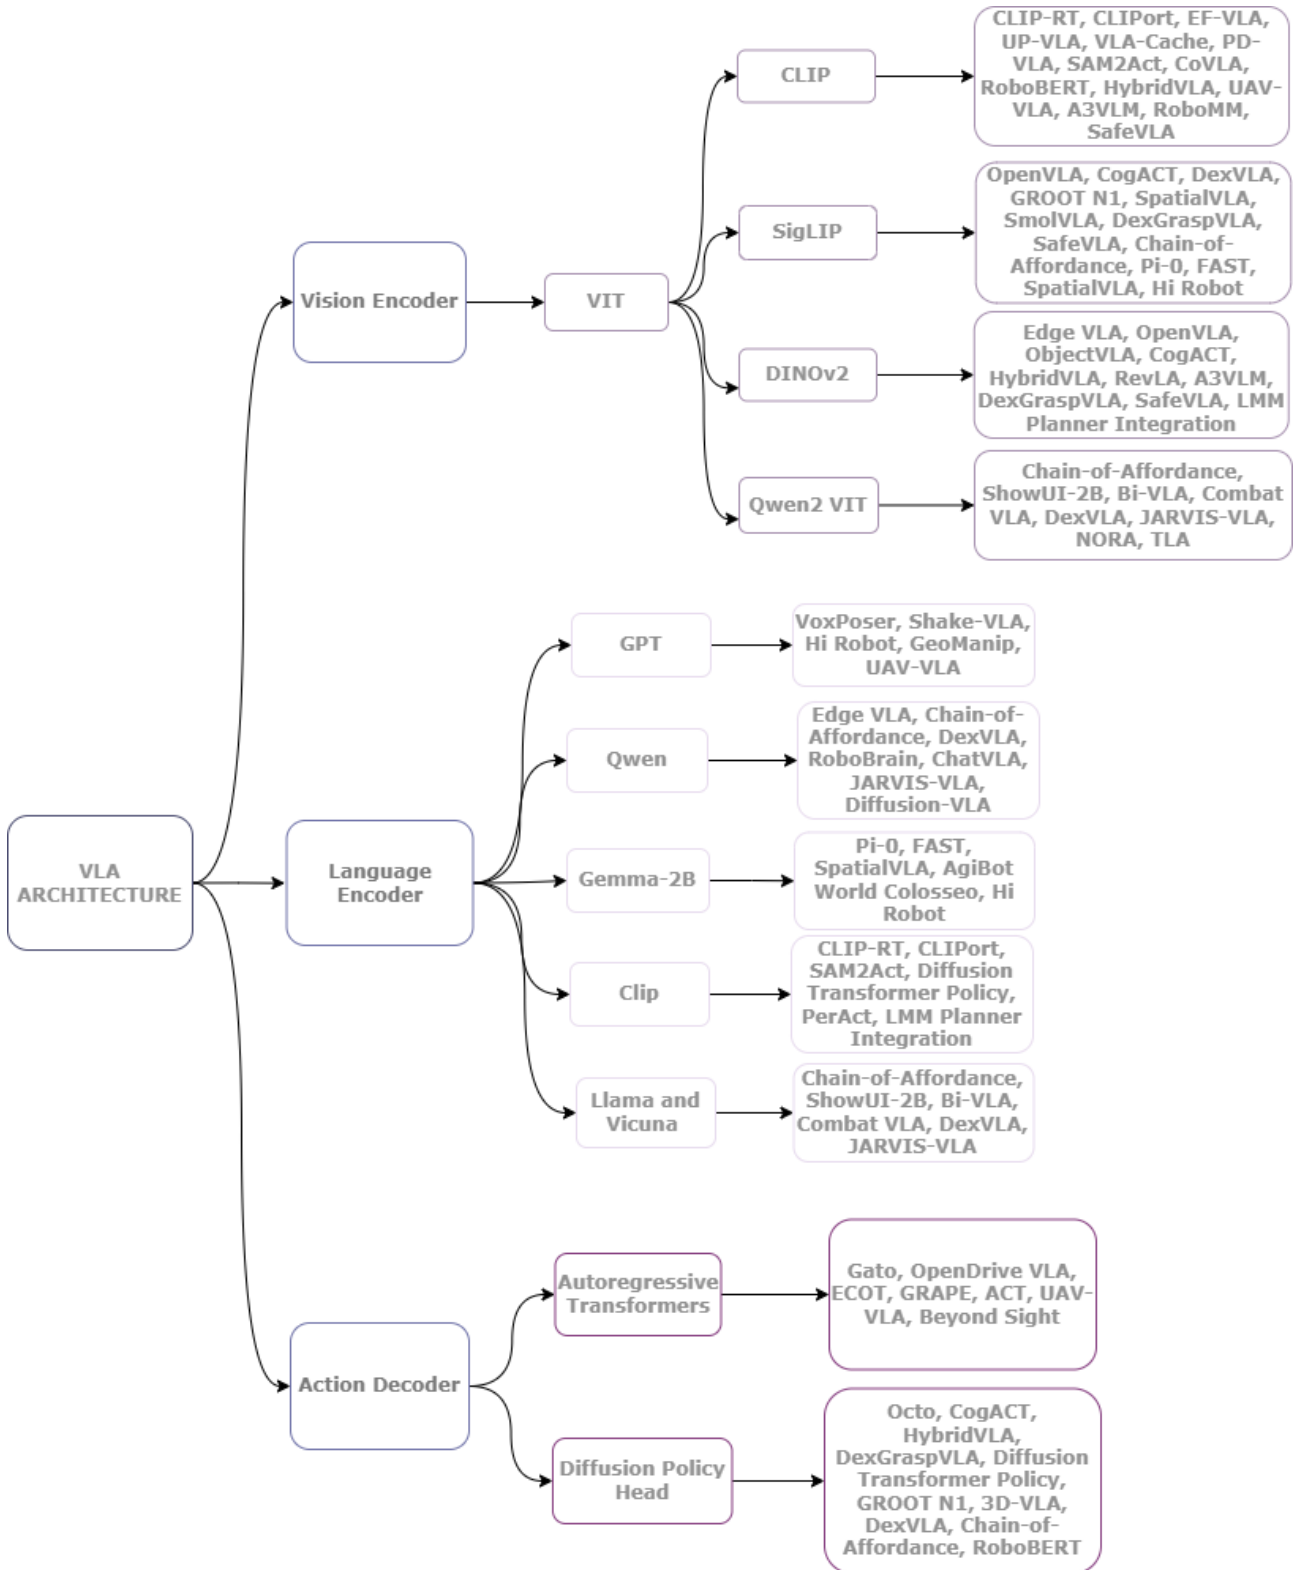 CLIP-RT, CLIPort, EF-VLA,
UP-VLA, VLA-Cache, PD-
VLA, SAM2Act, CoVLA,
RoboBERT, HybridVLA, UAV-
VLA, A3VLM, RoboMM,
SafeVLA
CLIP
OpenVLA, CogACT, DexVLA,
GROOT N1, SpatialVLA,
SmolVLA, DexGraspVLA,
SafeVLA, Chain-of-
Affordance, Pi-0, FAST,
SpatialVLA, Hi Robot
SigLIP
Vision Encoder
VIT
Edge VLA, OpenVLA,
ObjectVLA, CogACT,
HybridVLA, RevLA, A3VLM,
DexGraspVLA, SafeVLA, LMM
Planner Integration
DINOv2
Chain-of-Affordance,
ShowUI-2B, Bi-VLA, Combat
VLA, DexVLA, JARVIS-VLA,
NORA, TLA
Qwen2 VIT
GPT
VoxPoser, Shake-VLA,
Hi Robot, GeoManip,
UAV-VLA
Qwen
Edge VLA, Chain-of-
Affordance, DexVLA,
RoboBrain, ChatVLA,
JARVIS-VLA,
Diffusion-VLA
VLA
ARCHITECTURE
Language
Encoder
Gemma-2B
Pi-0, FAST,
SpatialVLA, AgiBot
World Colosseo, Hi
Robot
Clip
CLIP-RT, CLIPort,
SAM2Act, Diffusion
Transformer Policy,
PerAct, LMM Planner
Integration
Llama and
Vicuna
Chain-of-Affordance,
ShowUI-2B, Bi-VLA,
Combat VLA, DexVLA,
JARVIS-VLA
Autoregressive
Transformers
Gato, OpenDrive VLA,
ECOT, GRAPE, ACT, UAV-
VLA, Beyond Sight
Action Decoder
Diffusion Policy
Head
Octo, CogACT,
HybridVLA,
DexGraspVLA, Diffusion
Transformer Policy,
GROOT N1, 3D-VLA,
DexVLA, Chain-of-
Affordance, RoboBERT